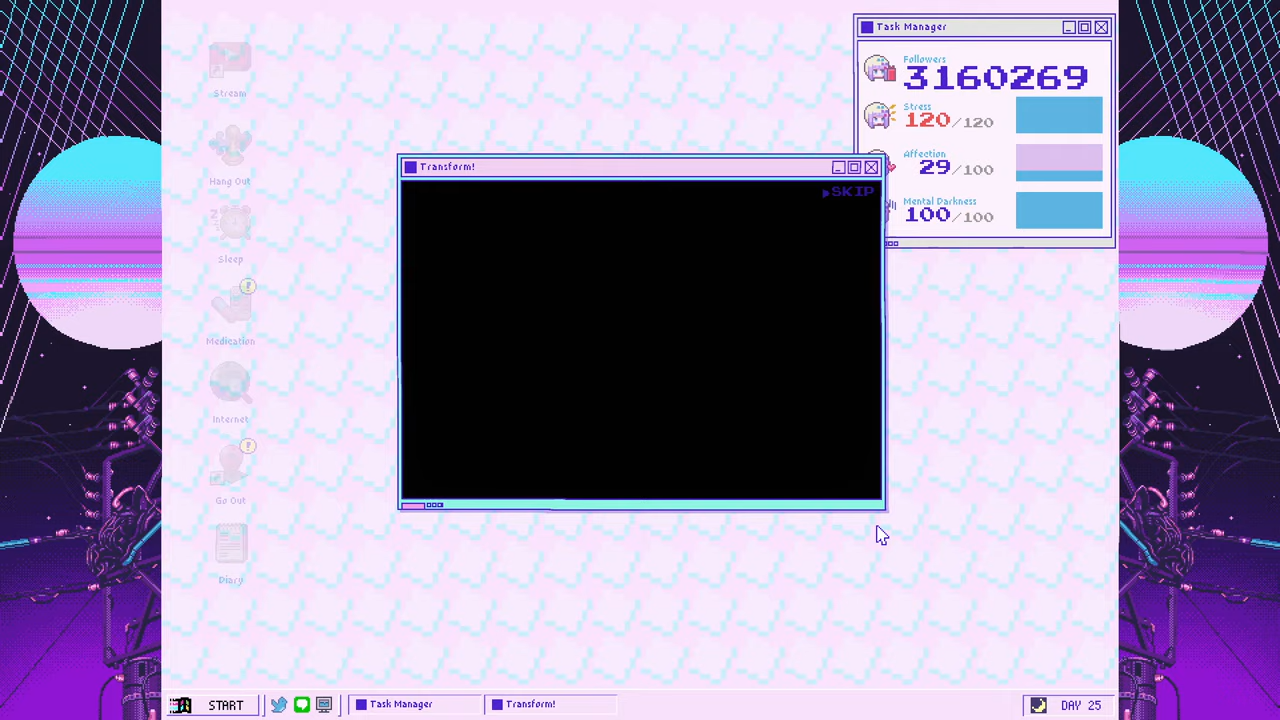 Stream
Hang Out
Sleep
Medication
Internet
Go Out
Diary
Task Manager
Followers
3160269
Stress
120/120
Affection
29/100
Mental Darkness
100/100
Transform!
SKIP
START
Task Manager
Transform!
DAY 25